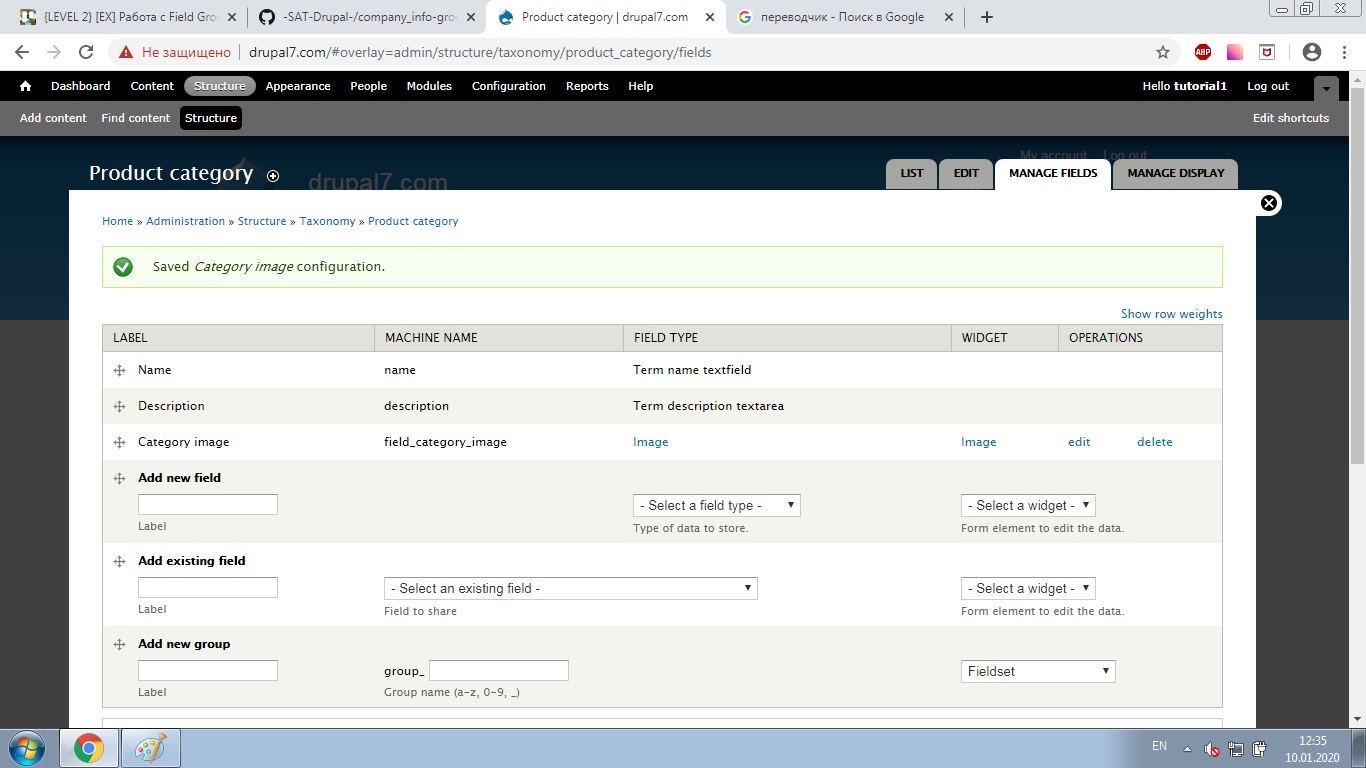 {LEVEL 2} [EX] Работа с Field Gro
-SAT-Drupal-/company_info-gro
Product category | drupal7.com
переводчик - Поиск в Google
Не защищено | drupal7.com/#overlay=admin/structure/taxonomy/product_category/fields
ABP
Dashboard Content Structure Appearance People Modules Configuration Reports Help Hello tutorial1 Log out
Add content Find content Structure Edit shortcuts
My account Log out
Product category
drupal7.com
LIST EDIT MANAGE FIELDS MANAGE DISPLAY
Home » Administration » Structure » Taxonomy » Product category
Saved Category image configuration.
Show row weights
LABEL MACHINE NAME FIELD TYPE WIDGET OPERATIONS
Name name Term name textfield
Description description Term description textarea
Category image field_category_image Image Image edit delete
Add new field
- Select a field type - - Select a widget -
Label Type of data to store. Form element to edit the data.
Add existing field
- Select an existing field - - Select a widget -
Label Field to share Form element to edit the data.
Add new group
group_ Fieldset
Label Group name (a-z, 0-9, _)
EN 12:35
10.01.2020